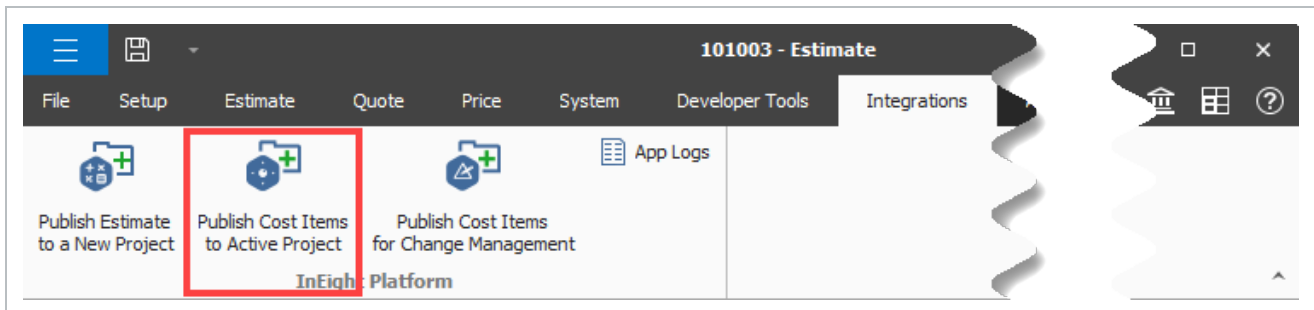 101003 - Estimate
File Setup Estimate Quote Price System Developer Tools Integrations
App Logs
Publish Estimate
to a New Project
Publish Cost Items
to Active Project
Publish Cost Items
for Change Management
InEight Platform